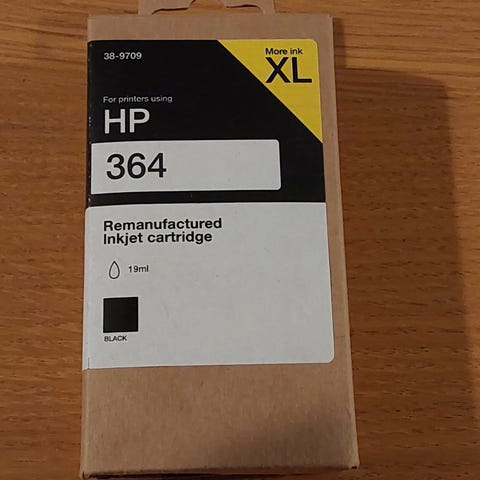 38-9709
More ink
XL
For printers using
HP
364
Remanufactured
Inkjet cartridge
19ml
BLACK